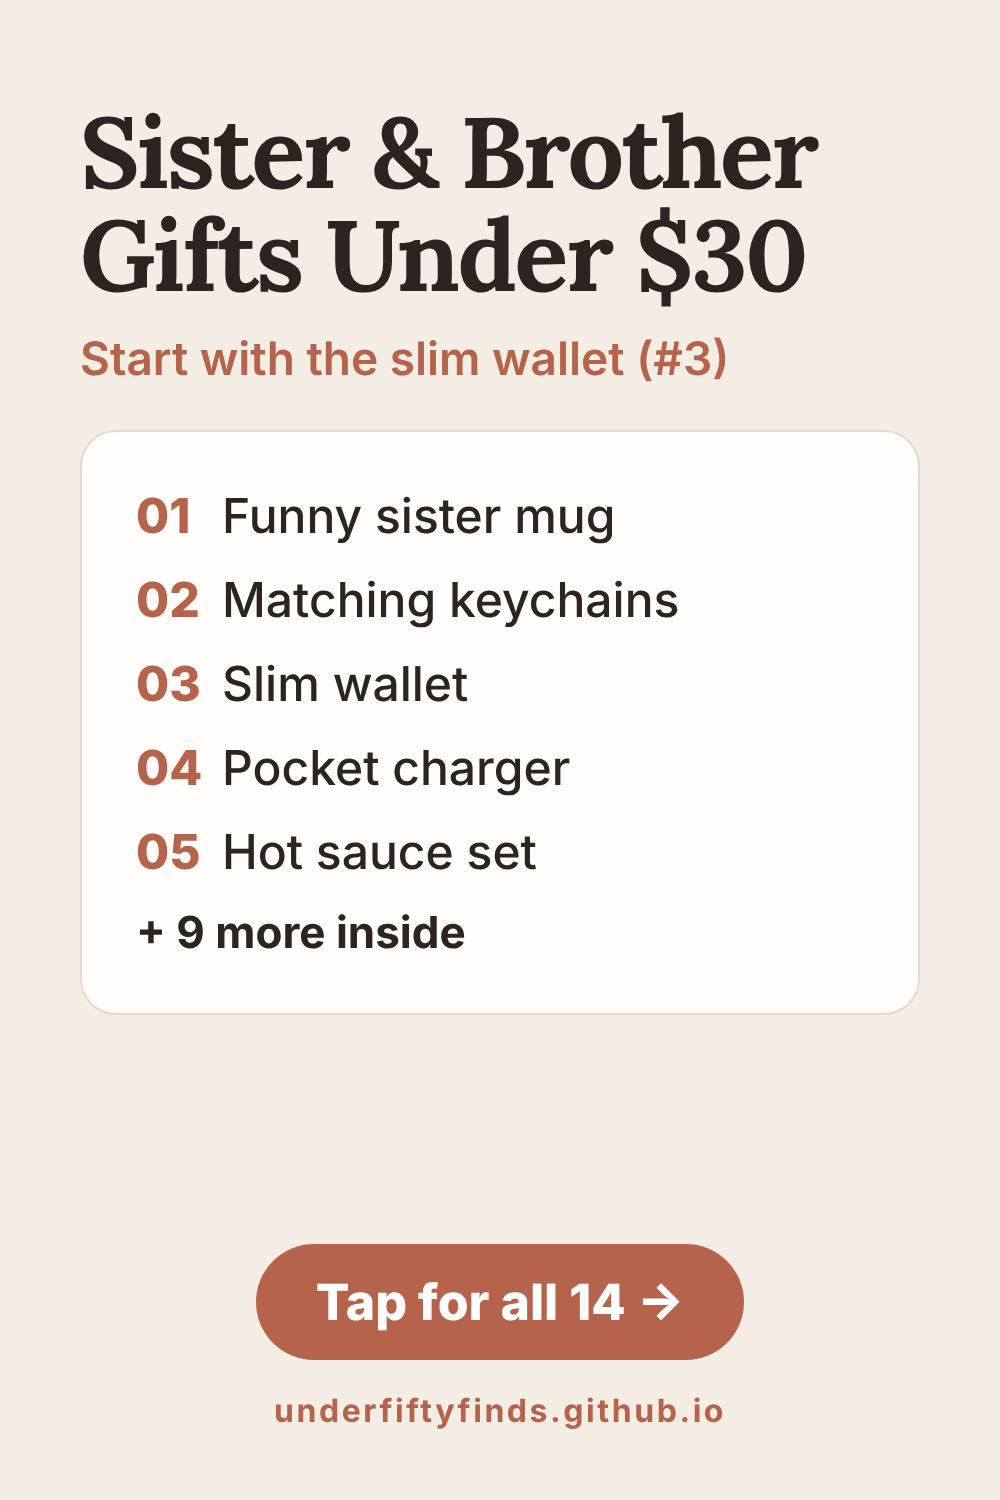 Sister & Brother
Gifts Under $30
Start with the slim wallet (#3)
01 Funny sister mug
02 Matching keychains
03 Slim wallet
04 Pocket charger
05 Hot sauce set
+ 9 more inside
Tap for all 14 →
underfiftyfinds.github.io